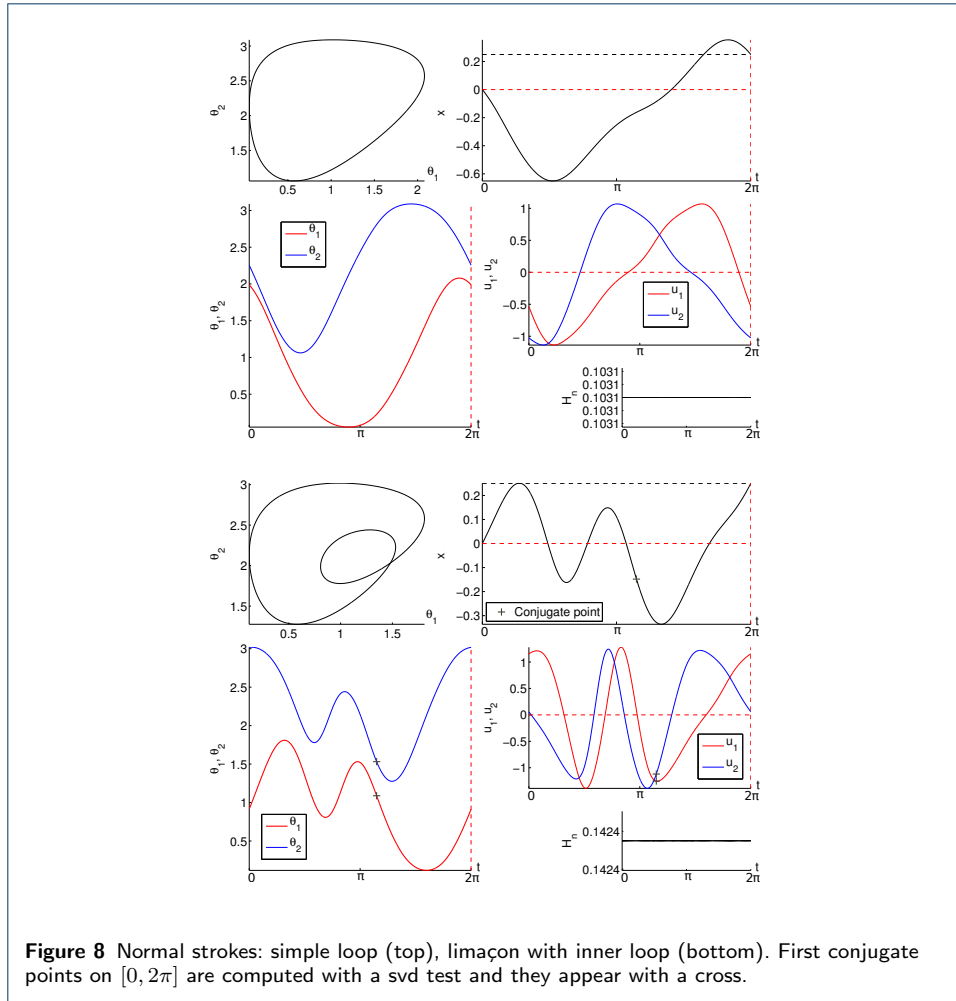 3
2.5
2
1.5
θ2
0.5 1 1.5 2
θ1
0.2
0
−0.2
−0.4
−0.6
x
0 π 2π
t
3
2.5
2
1.5
1
0.5
θ1, θ2
θ1
θ2
0 π 2π
t
1
0.5
0
−0.5
−1
u1, u2
u1
u2
0 π 2π
t
0.1031
0.1031
0.1031
0.1031
0.1031
Hn
0 π 2π
3
2.5
2
1.5
θ2
0.5 1 1.5
θ1
0.2
0.1
0
−0.1
−0.2
−0.3
x
+ Conjugate point
0 π 2π
t
3
2.5
2
1.5
1
0.5
θ1, θ2
θ1
θ2
0 π 2π
t
1
0.5
0
−0.5
−1
u1, u2
u1
u2
0 π 2π
t
0.1424
0.1424
Hn
0 π 2π
Figure 8 Normal strokes: simple loop (top), limaçon with inner loop (bottom). First conjugate
points on [0, 2π] are computed with a svd test and they appear with a cross.